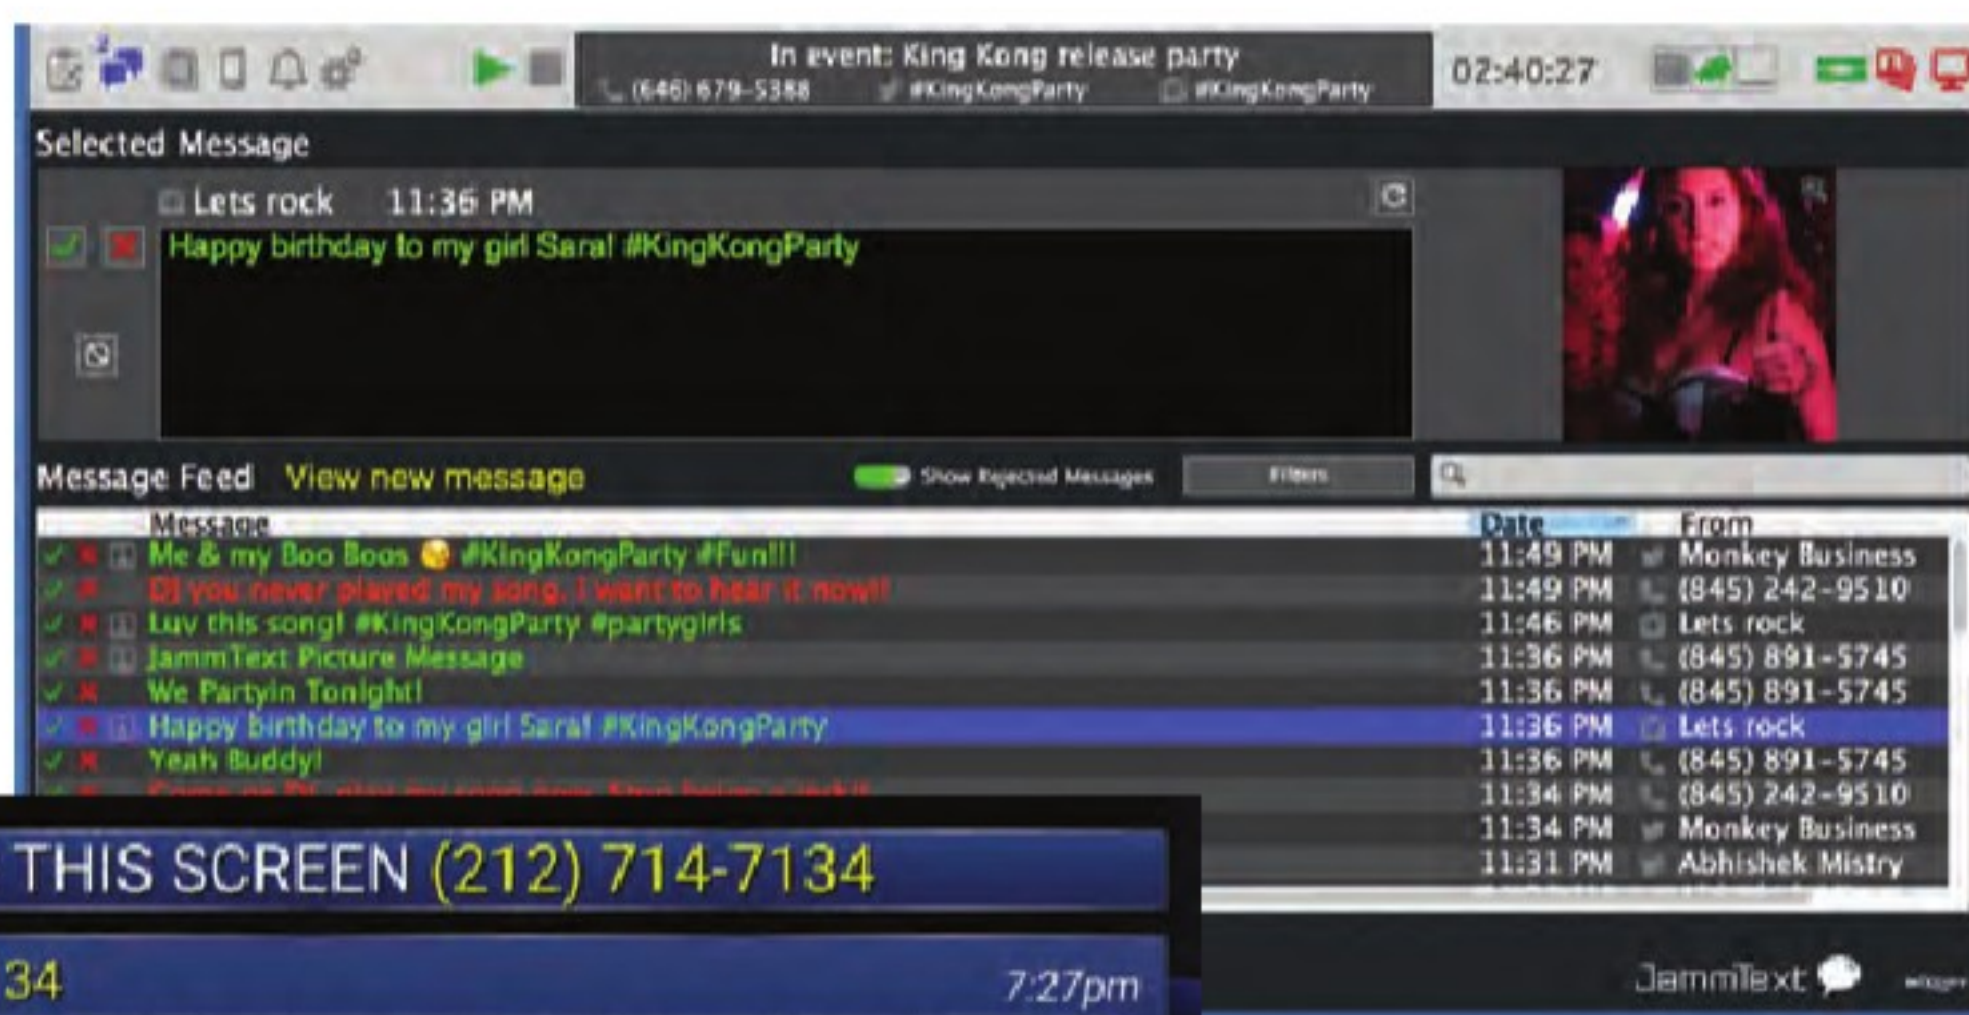 2
In event: King Kong release party
(646) 679-5388 #KingKongParty #KingKongParty
02:40:27
Selected Message
Lets rock 11:36 PM
Happy birthday to my girl Sara! #KingKongParty
Message Feed View new message Show Rejected Messages Filters
Message Date From
Me & my Boo Boos #KingKongParty #Fun!!! 11:49 PM Monkey Business
DJ you never played my song, i want to hear it now!! 11:49 PM (845) 242-9510
Luv this song! #KingKongParty #partygirls 11:46 PM Lets rock
JammText Picture Message 11:36 PM (845) 891-5745
We Partyin Tonight! 11:36 PM (845) 891-5745
Happy birthday to my girl Sara! #KingKongParty 11:36 PM Lets rock
Yeah Buddy! 11:36 PM (845) 891-5745
11:34 PM (845) 242-9510
11:34 PM Monkey Business
11:31 PM Abhishek Mistry
THIS SCREEN (212) 714-7134
34 7:27pm
JammText